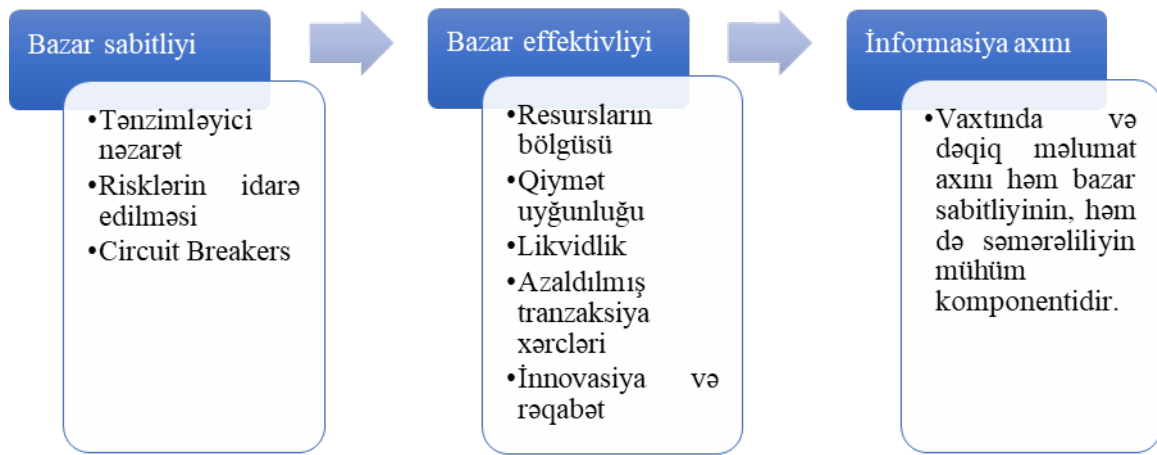 Bazar sabitliyi
•Tənzimləyici
nəzarət
•Risklərin idarə
edilməsi
•Circuit Breakers
Bazar effektivliyi
•Resursların
bölgüsü
•Qiymət
uyğunluğu
•Likvidlik
•Azaldılmış
tranzaksiya
xərcləri
•İnnovasiya və
rəqabət
İnformasiya axını
•Vaxtında və
dəqiq məlumat
axını həm bazar
sabitliyinin, həm
də səmərəliliyin
mühüm
komponentidir.